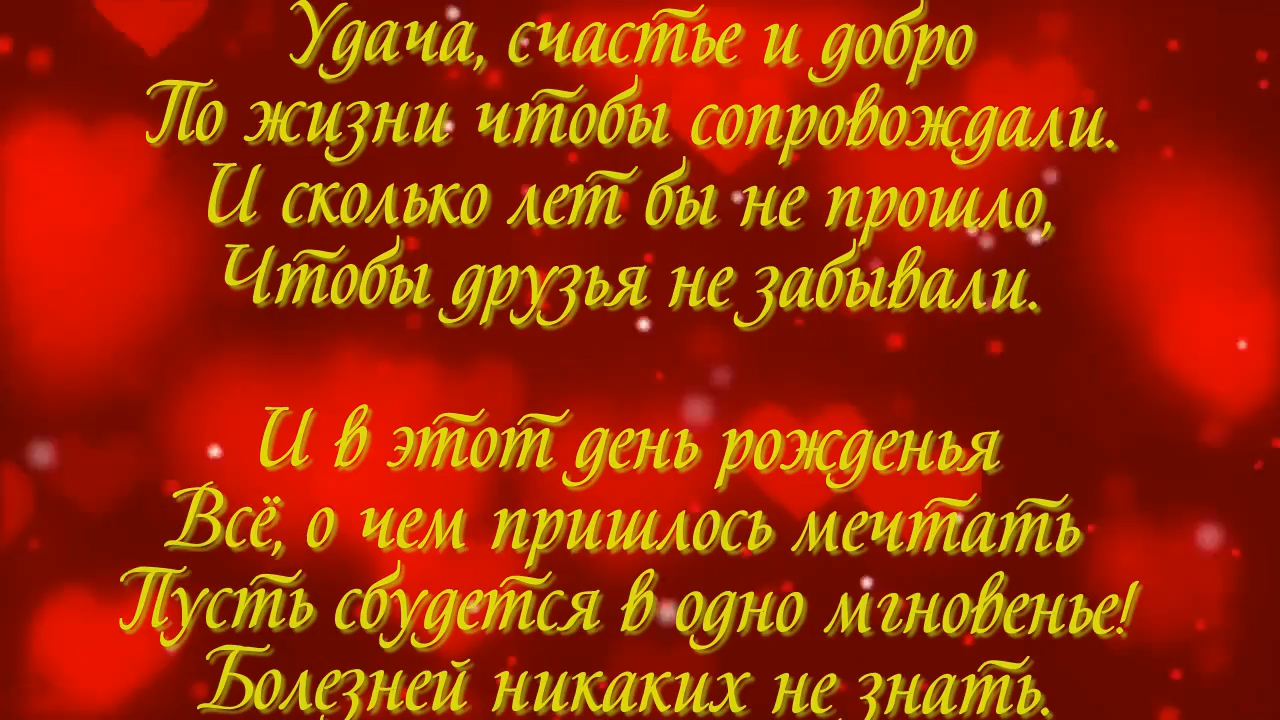 Удача, счастье и добро
По жизни чтобы сопровождали.
И сколько лет бы не прошло,
Чтобы друзья не забывали.
И в этот день рожденья
Всё, о чем пришлось мечтать
Пусть сбудется в одно мгновенье!
Болезней никаких не знать.